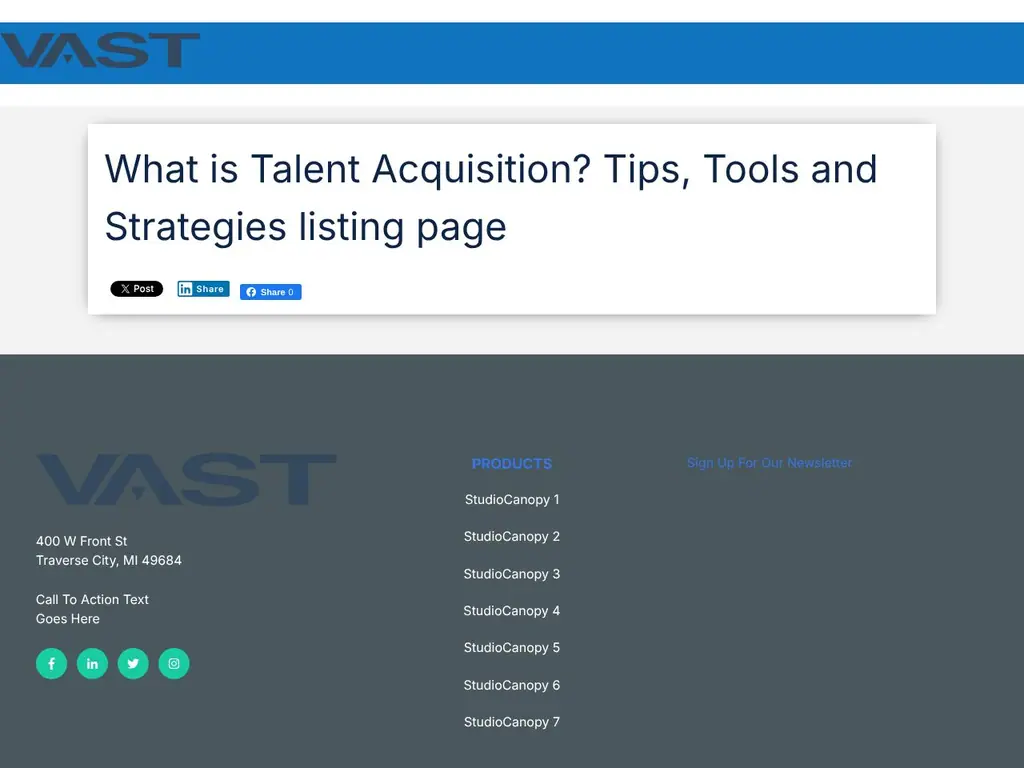 VAST
What is Talent Acquisition? Tips, Tools and
Strategies listing page
Post
in Share
Share 0
VAST
400 W Front St
Traverse City, MI 49684
Call To Action Text
Goes Here
PRODUCTS
StudioCanopy 1
StudioCanopy 2
StudioCanopy 3
StudioCanopy 4
StudioCanopy 5
StudioCanopy 6
StudioCanopy 7
Sign Up For Our Newsletter